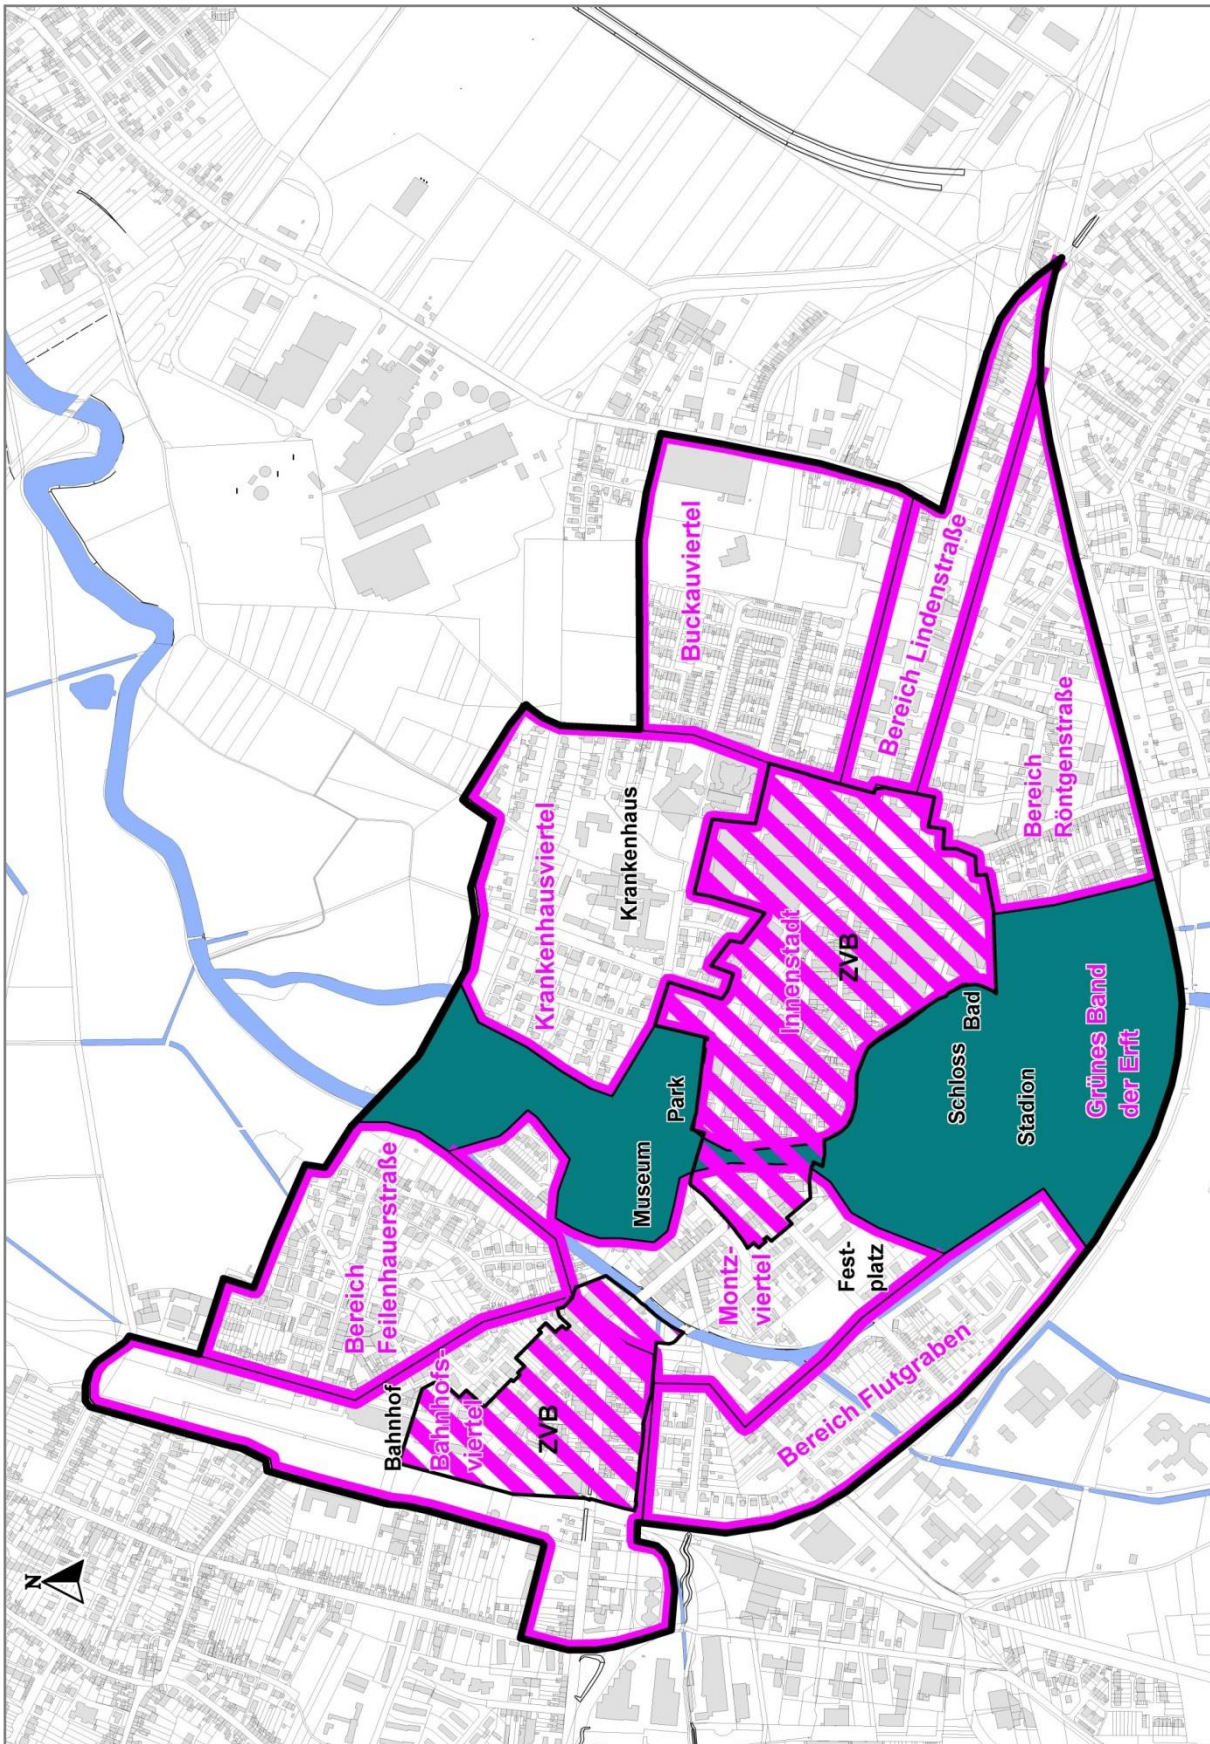 N
Bahnhof
Bahnhofs-
viertel
ZVB
Bereich
Feilenhauerstraße
Bereich Flutgraben
Montz-
viertel
Fest-
platz
Museum
Park
Krankenhausviertel
Krankenhaus
Innenstadt
ZVB
Schloss
Bad
Stadion
Grünes Band
der Erft
Buckauviertel
Bereich Lindenstraße
Bereich
Röntgenstraße